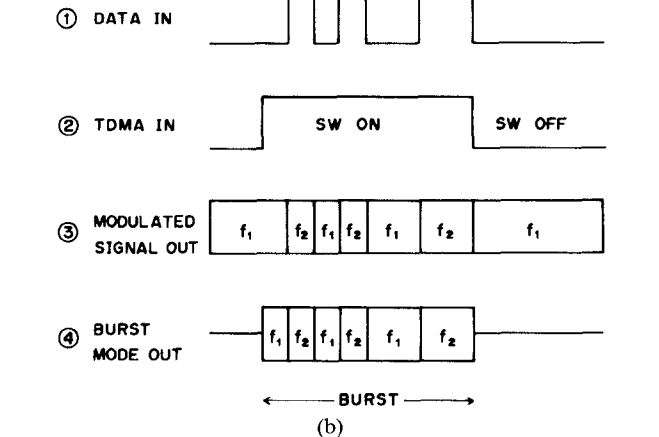 ① DATA IN
② TDMA IN SW ON SW OFF
③ MODULATED
SIGNAL OUT
f₁ f₂ f₁ f₂ f₁ f₂ f₁
④ BURST
MODE OUT
f₁ f₂ f₁ f₂ f₁ f₂
BURST
(b)